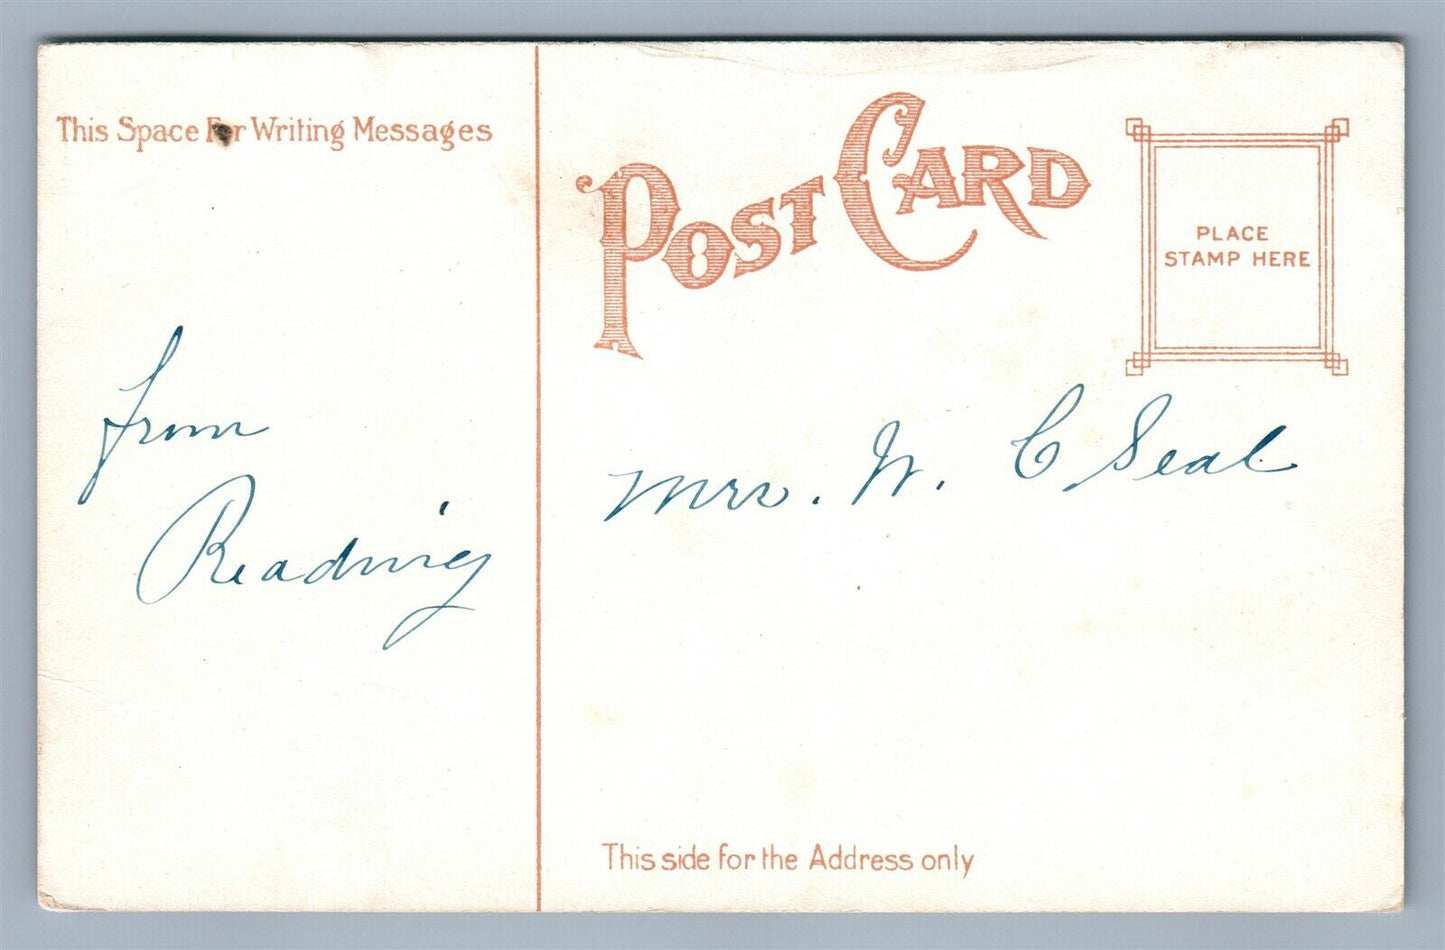 This Space For Writing Messages
POST CARD
PLACE
STAMP HERE
from
Reading
Mrs. W. C Seal
This side for the Address only